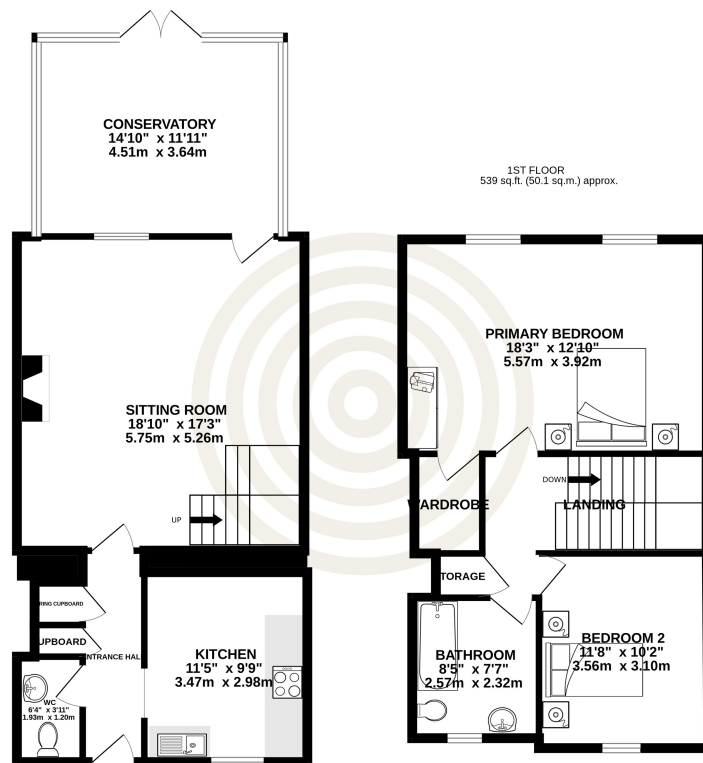 CONSERVATORY
14'10" x 11'11"
4.51m x 3.64m
SITTING ROOM
18'10" x 17'3"
5.75m x 5.26m
UP
RING CUPBOARD
UPBOARD
NTRANCE HAL
WC
6'4" x 3'11"
1.93m x 1.20m
KITCHEN
11'5" x 9'9"
3.47m x 2.98m
1ST FLOOR
539 sq.ft. (50.1 sq.m.) approx.
PRIMARY BEDROOM
18'3" x 12'10"
5.57m x 3.92m
WARDROBE
DOWN
LANDING
TORAGE
BATHROOM
8'5" x 7'7"
2.57m x 2.32m
BEDROOM 2
11'8" x 10'2"
3.56m x 3.10m